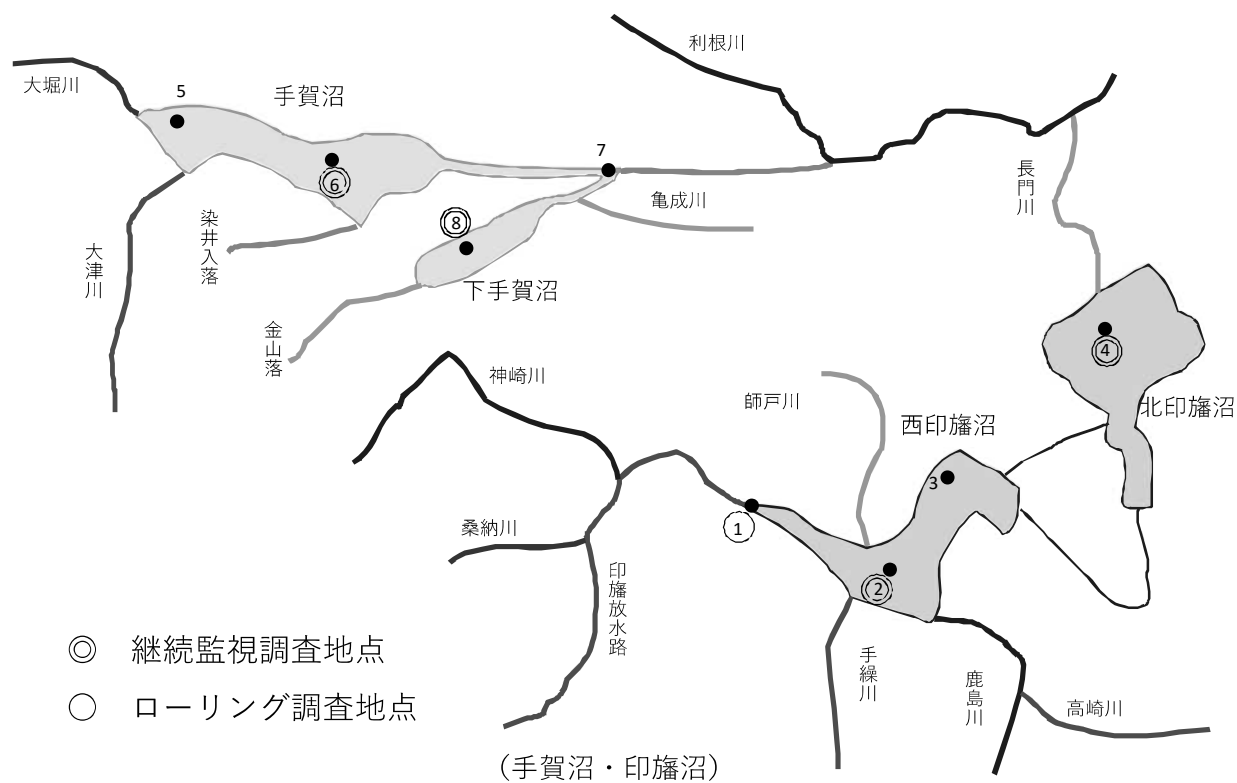 利根川
大堀川
5
手賀沼
7
長門川
6
亀成川
染井入落
8
大津川
下手賀沼
金山落
4
神崎川
師戸川
北印旛沼
西印旛沼
3
1
桑納川
印旛放水路
2
◎ 継続監視調査地点
手繰川
鹿島川
○ ローリング調査地点
高崎川
(手賀沼・印旛沼)